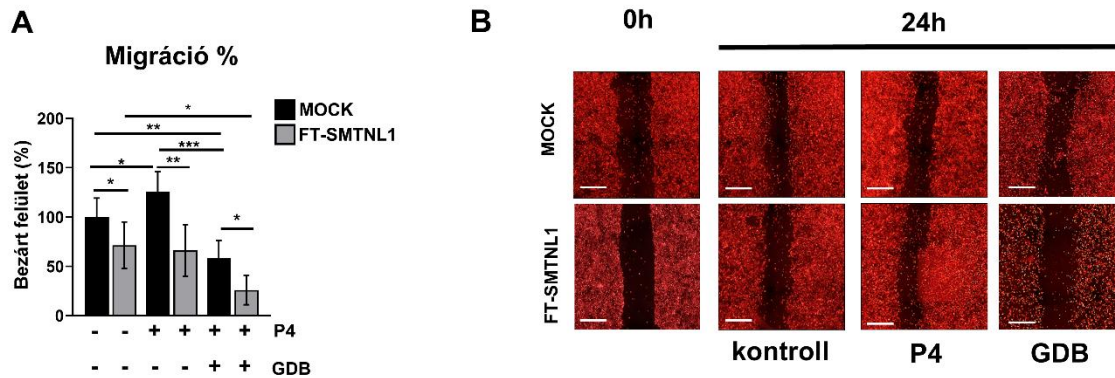 A
Migração %
MOCK
FT-SMTNL1
Bezárt felület (%)
200
150
100
50
0
* ** *** * * ** *
- - + + + + P4
- - - - + + GDB
B
0h
24h
MOCK
FT-SMTNL1
kontroll
P4
GDB